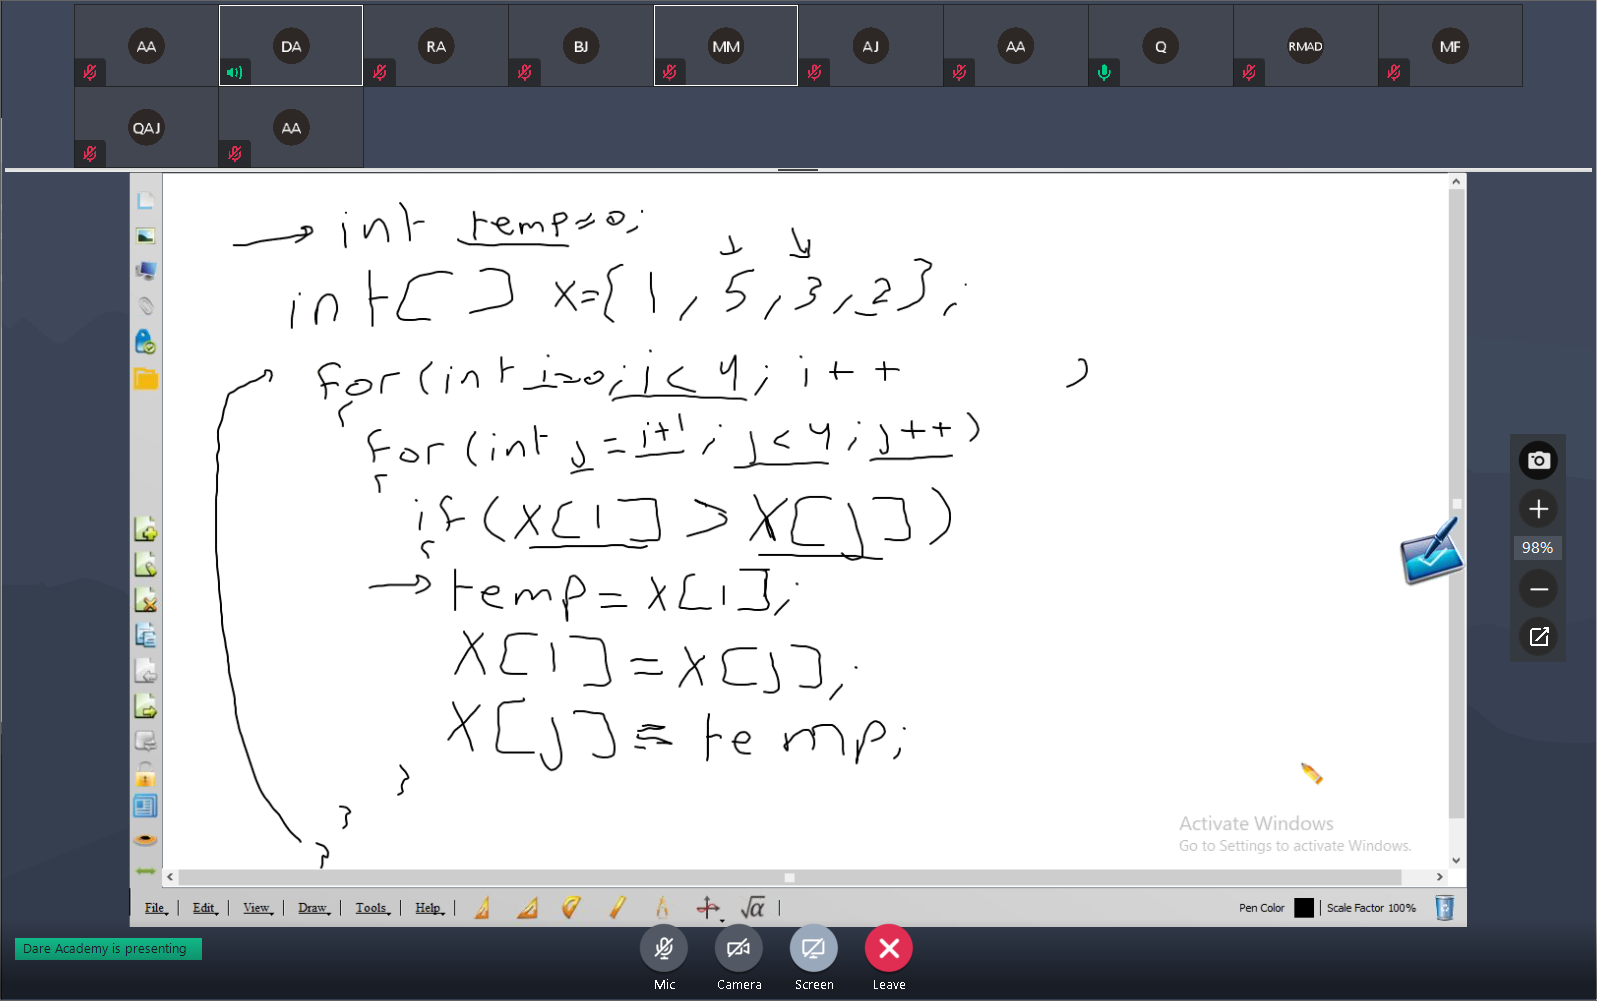 AA DA RA BJ MM AJ AA Q RMAD MF
QAJ AA
int temp=0;
int[] x={1,5,3,2};
for(int i=0;i<4;i++ )
{
for(int j=i+1;j<4;j++)
{
if(x[i]>x[j])
{
temp=x[i];
x[i]=x[j];
x[j]=temp;
}
}
}
98%
Activate Windows
Go to Settings to activate Windows.
File Edit View Draw Tools Help √α Pen Color Scale Factor 100%
Dare Academy is presenting
Mic Camera Screen Leave